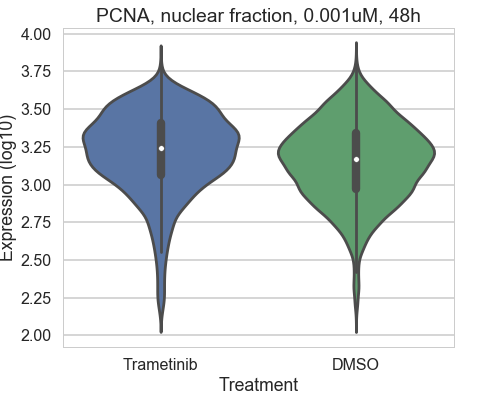 PCNA, nuclear fraction, 0.001uM, 48h
Expression (log10)
4.00
3.75
3.50
3.25
3.00
2.75
2.50
2.25
2.00
Trametinib
DMSO
Treatment